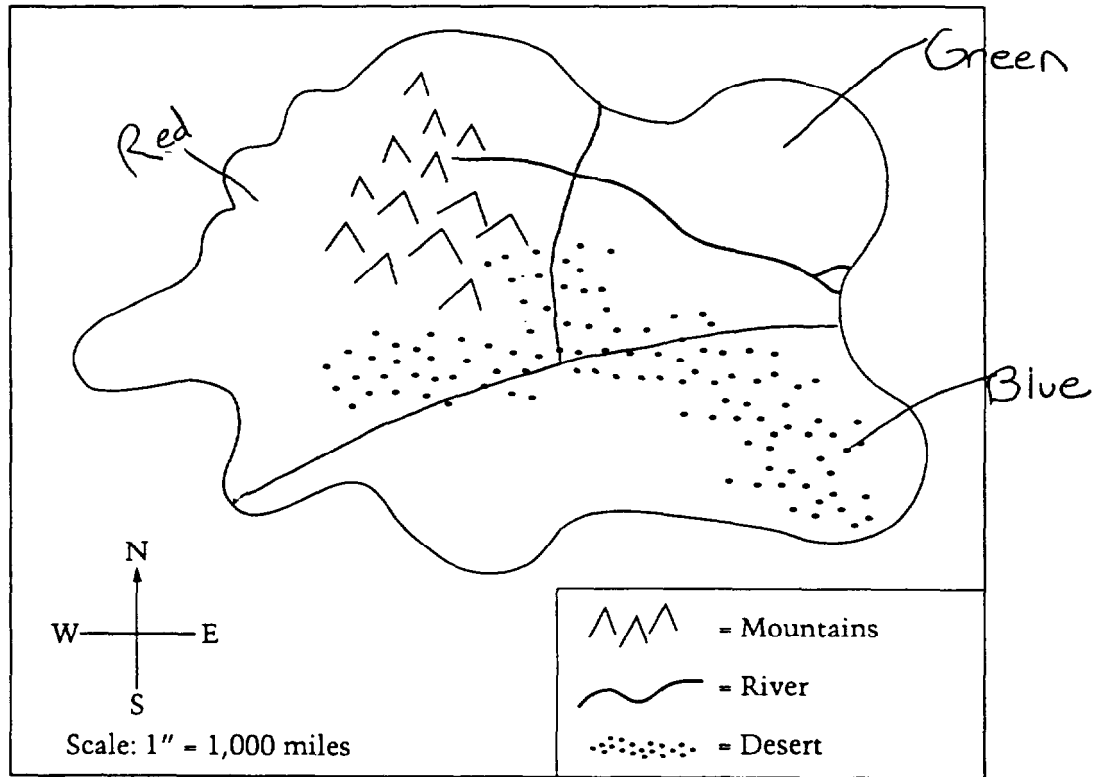 Green
Red
Blue
N
W E
S
Scale: 1" = 1,000 miles
= Mountains
= River
= Desert